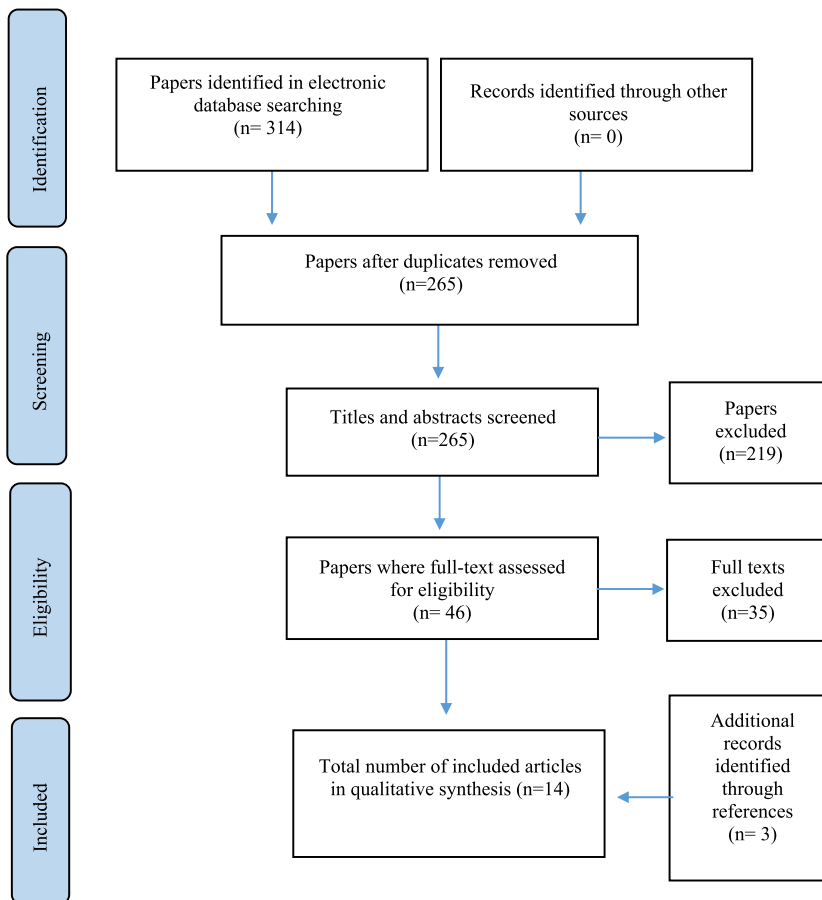 Identification
Papers identified in electronic
database searching
(n= 314)
Records identified through other
sources
(n= 0)
Screening
Papers after duplicates removed
(n=265)
Titles and abstracts screened
(n=265)
Papers
excluded
(n=219)
Eligibility
Papers where full-text assessed
for eligibility
(n= 46)
Full texts
excluded
(n=35)
Included
Total number of included articles
in qualitative synthesis (n=14)
Additional
records
identified
through
references
(n= 3)